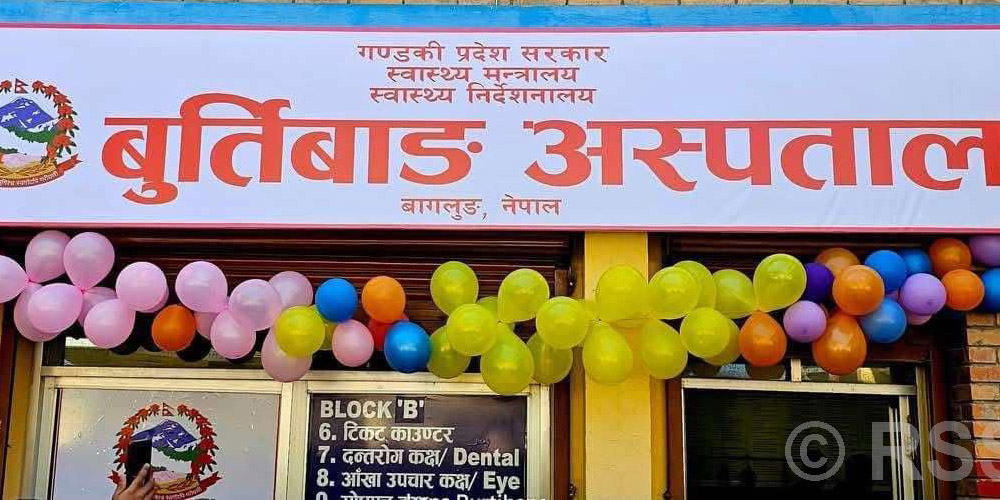 गण्डकी प्रदेश सरकार
स्वास्थ्य मन्त्रालय
स्वास्थ्य निर्देशनालय
बुर्तिबाङ अस्पताल
बागलुङ, नेपाल
BLOCK 'B'
6. टिकट काउण्टर
7. दन्तरोग कक्ष/ Dental
8. आँखा उपचार कक्ष/ Eye
© RSS